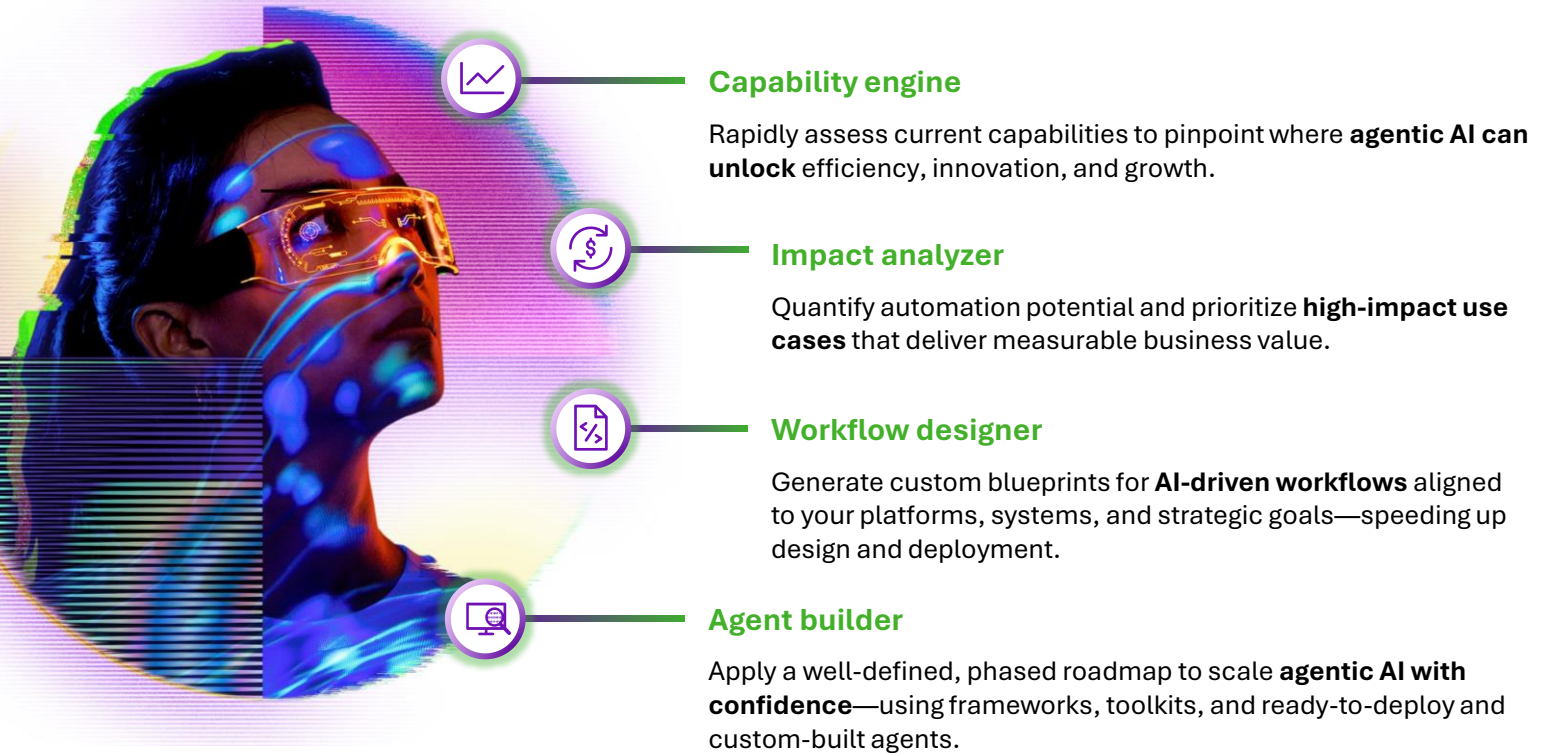 Capability engine
Rapidly assess current capabilities to pinpoint where agentic AI can
unlock efficiency, innovation, and growth.
Impact analyzer
Quantify automation potential and prioritize high-impact use
cases that deliver measurable business value.
Workflow designer
Generate custom blueprints for AI-driven workflows aligned
to your platforms, systems, and strategic goals—speeding up
design and deployment.
Agent builder
Apply a well-defined, phased roadmap to scale agentic AI with
confidence—using frameworks, toolkits, and ready-to-deploy and
custom-built agents.